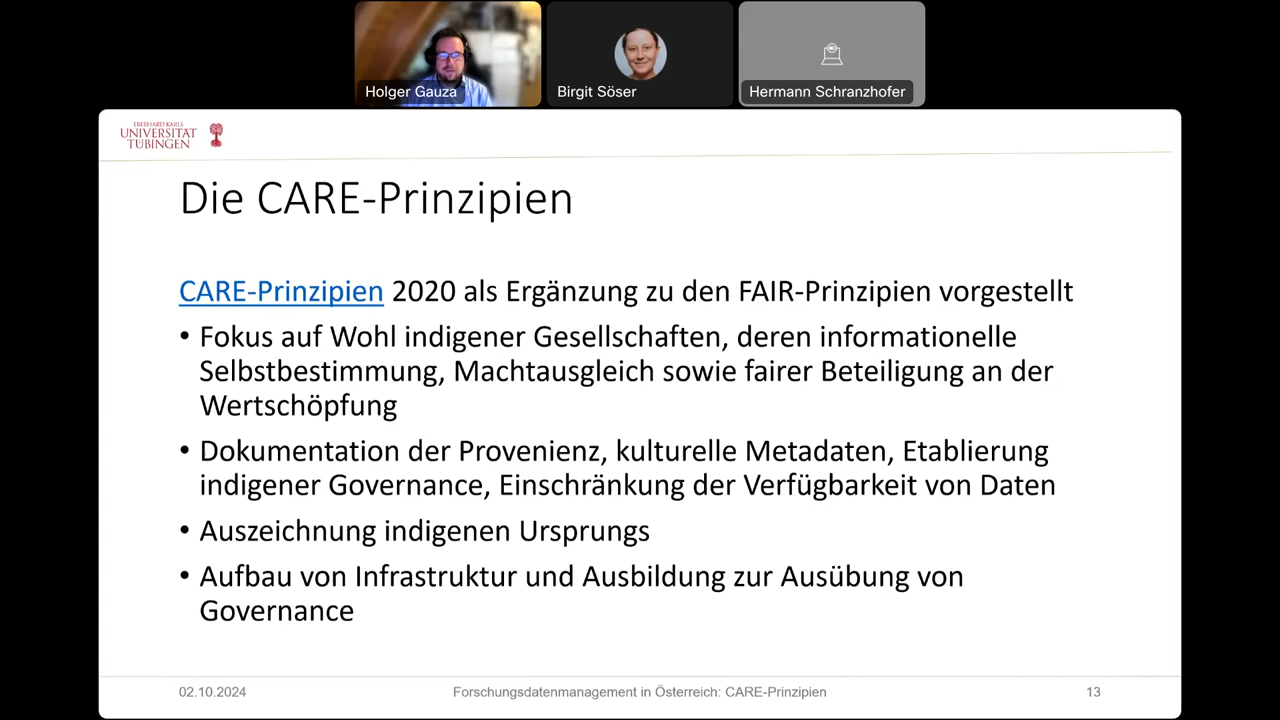 Holger Gauza
Birgit Söser
Hermann Schranzhofer
EBERHARD KARLS
UNIVERSITÄT
TÜBINGEN
Die CARE-Prinzipien
CARE-Prinzipien 2020 als Ergänzung zu den FAIR-Prinzipien vorgestellt
• Fokus auf Wohl indigener Gesellschaften, deren informationelle
Selbstbestimmung, Machtausgleich sowie fairer Beteiligung an der
Wertschöpfung
• Dokumentation der Provenienz, kulturelle Metadaten, Etablierung
indigener Governance, Einschränkung der Verfügbarkeit von Daten
• Auszeichnung indigenen Ursprungs
• Aufbau von Infrastruktur und Ausbildung zur Ausübung von
Governance
02.10.2024
Forschungsdatenmanagement in Österreich: CARE-Prinzipien
13